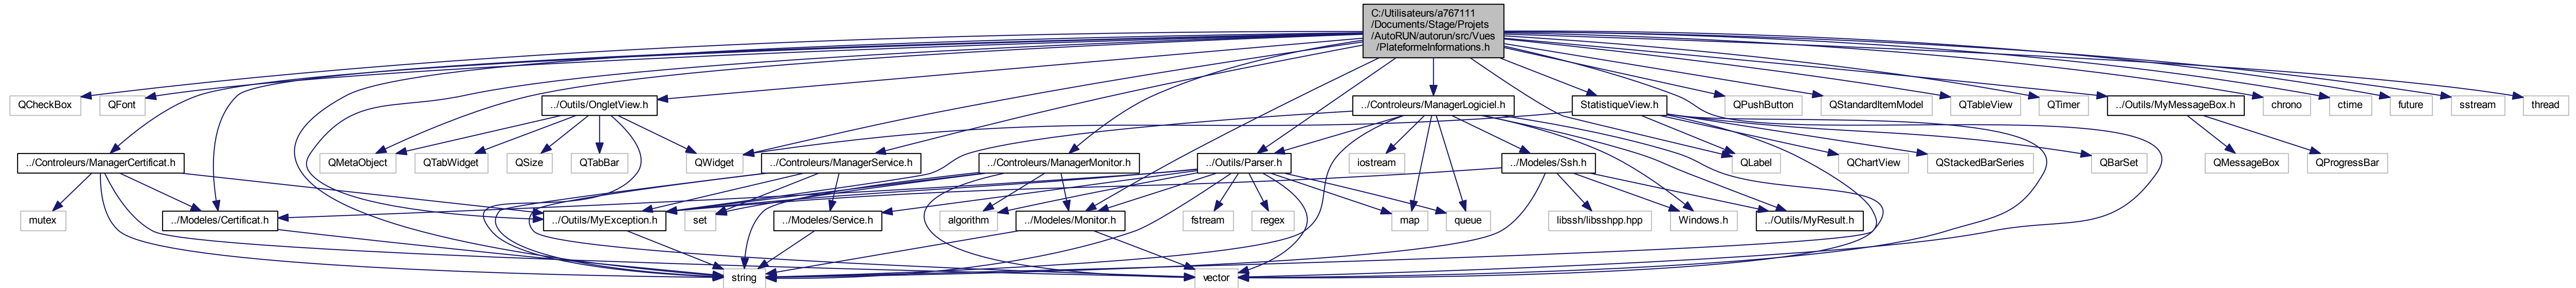 C:/Utilisateurs/a767111
/Documents/Stage/Projets
/AutoRUN/autorun/src/Vues
/PlateformeInformations.h
QCheckBox
QFont
../Outils/OngletView.h
../Controleurs/ManagerLogiciel.h
StatistiqueView.h
QPushButton
QStandardItemModel
QTableView
QTimer
../Outils/MyMessageBox.h
chrono
ctime
future
sstream
thread
../Controleurs/ManagerCertificat.h
QMetaObject
QTabWidget
QSize
QTabBar
QWidget
../Controleurs/ManagerService.h
../Controleurs/ManagerMonitor.h
../Outils/Parser.h
iostream
../Modeles/Ssh.h
QLabel
QChartView
QStackedBarSeries
QBarSet
QMessageBox
QProgressBar
mutex
../Modeles/Certificat.h
../Outils/MyException.h
set
../Modeles/Service.h
algorithm
../Modeles/Monitor.h
fstream
regex
map
queue
libssh/libsshpp.hpp
Windows.h
../Outils/MyResult.h
string
vector